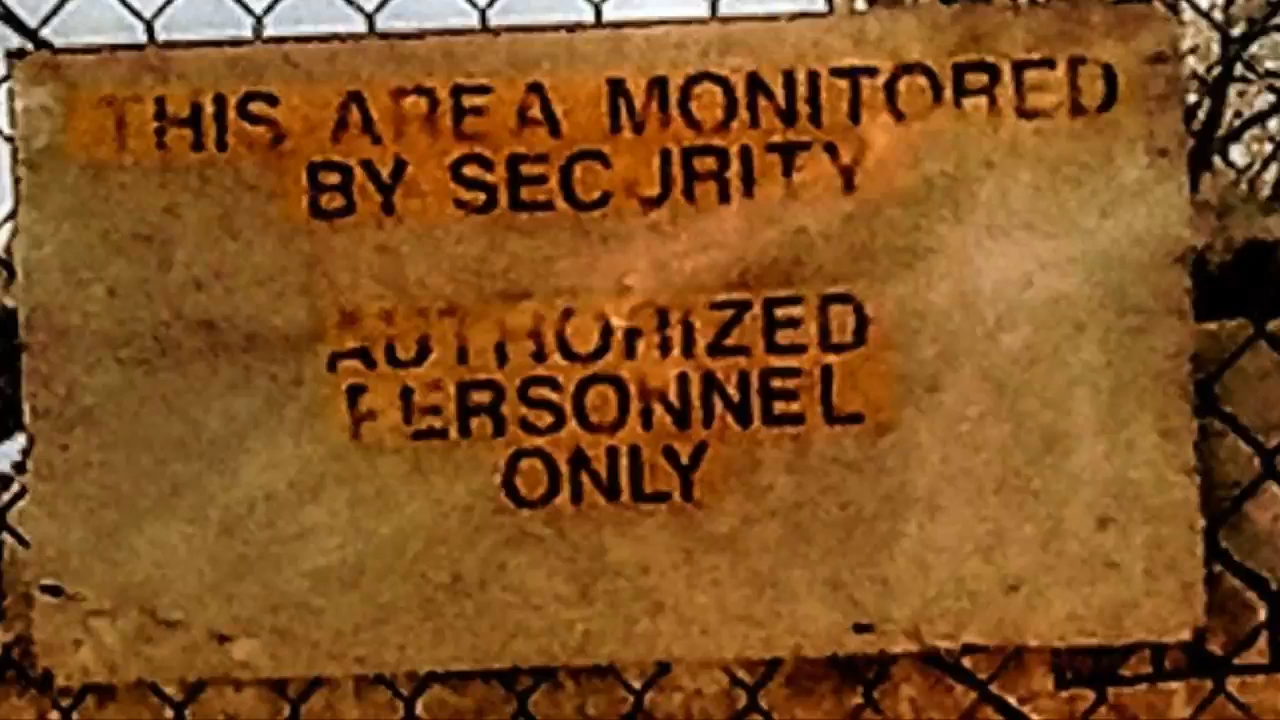 THIS AREA MONITORED
BY SECURITY
AUTHORIZED
PERSONNEL
ONLY